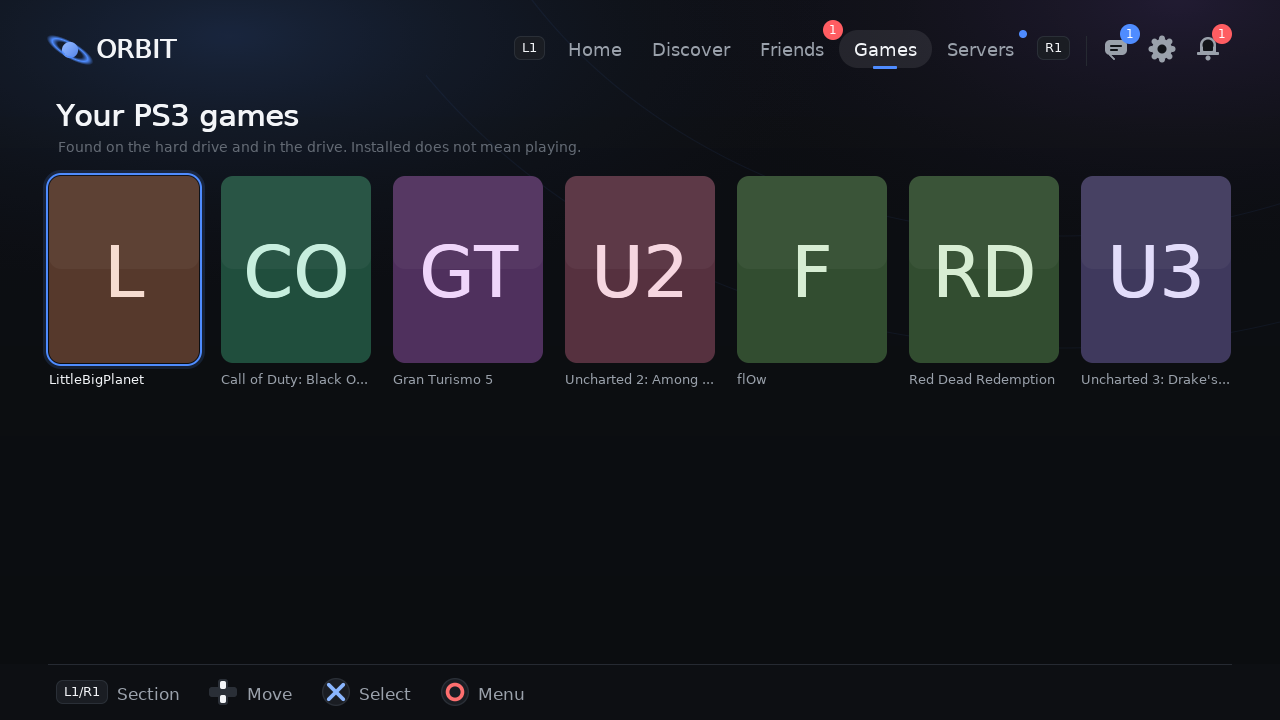 ORBIT
L1 Home Discover Friends 1 Games Servers R1 1 1
Your PS3 games
Found on the hard drive and in the drive. Installed does not mean playing.
L CO GT U2 F RD U3
LittleBigPlanet Call of Duty: Black O... Gran Turismo 5 Uncharted 2: Among ... flOw Red Dead Redemption Uncharted 3: Drake's...
L1/R1 Section Move Select Menu